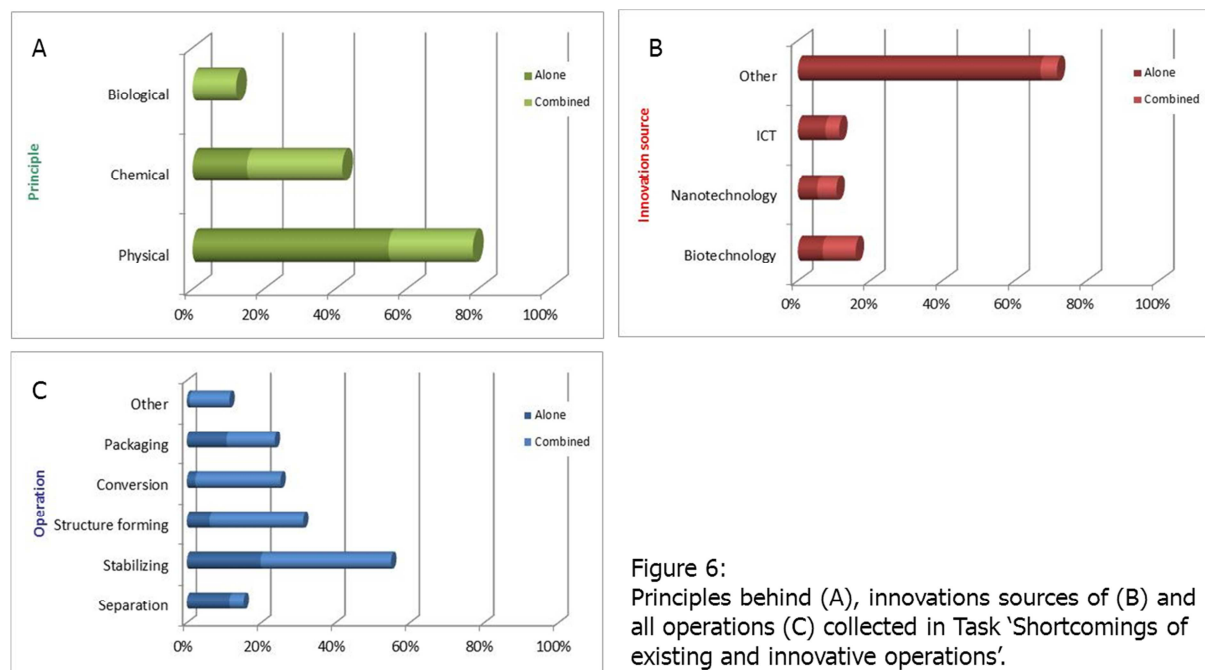 A
Principle
Biological
Chemical
Physical
0% 20% 40% 60% 80% 100%
Alone
Combined
B
Innovation source
Other
ICT
Nanotechnology
Biotechnology
0% 20% 40% 60% 80% 100%
Alone
Combined
C
Operation
Other
Packaging
Conversion
Structure forming
Stabilizing
Separation
0% 20% 40% 60% 80% 100%
Alone
Combined
Figure 6:
Principles behind (A), innovations sources of (B) and
all operations (C) collected in Task ‘Shortcomings of
existing and innovative operations’.